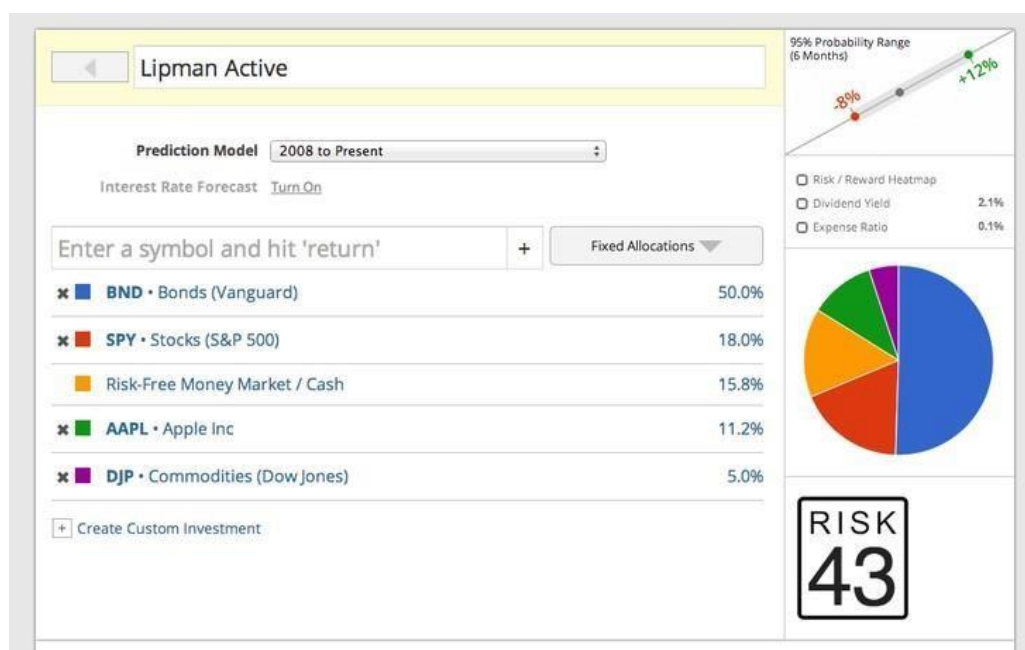 Lipman Active
Prediction Model 2008 to Present
Interest Rate Forecast Turn On
Enter a symbol and hit 'return' + Fixed Allocations
BND • Bonds (Vanguard) 50.0%
SPY • Stocks (S&P 500) 18.0%
Risk-Free Money Market / Cash 15.8%
AAPL • Apple Inc 11.2%
DJP • Commodities (Dow Jones) 5.0%
+ Create Custom Investment
95% Probability Range
(6 Months)
-8%
+12%
Risk / Reward Heatmap
Dividend Yield 2.1%
Expense Ratio 0.1%
RISK
43